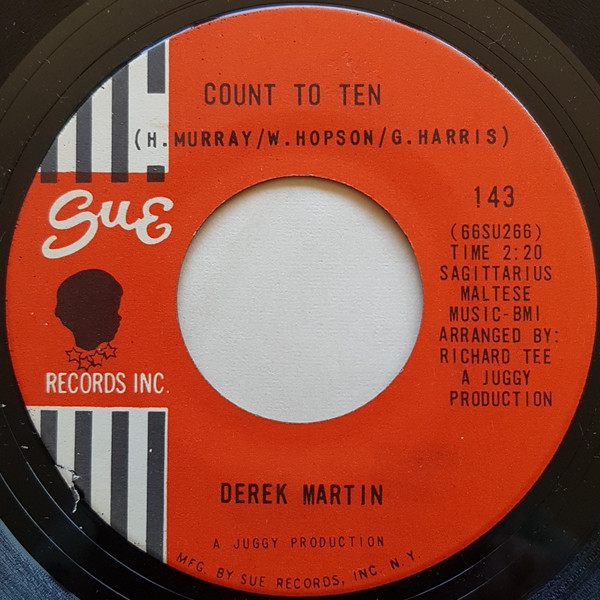 COUNT TO TEN
(H.MURRAY/W.HOPSON/G.HARRIS)
Sue
RECORDS INC.
143
(66SU266)
TIME 2:20
SAGITTARIUS
MALTESE
MUSIC-BMI
ARRANGED BY:
RICHARD TEE
A JUGGY
PRODUCTION
DEREK MARTIN
A JUGGY PRODUCTION
MFG. BY SUE RECORDS, INC. N.Y.